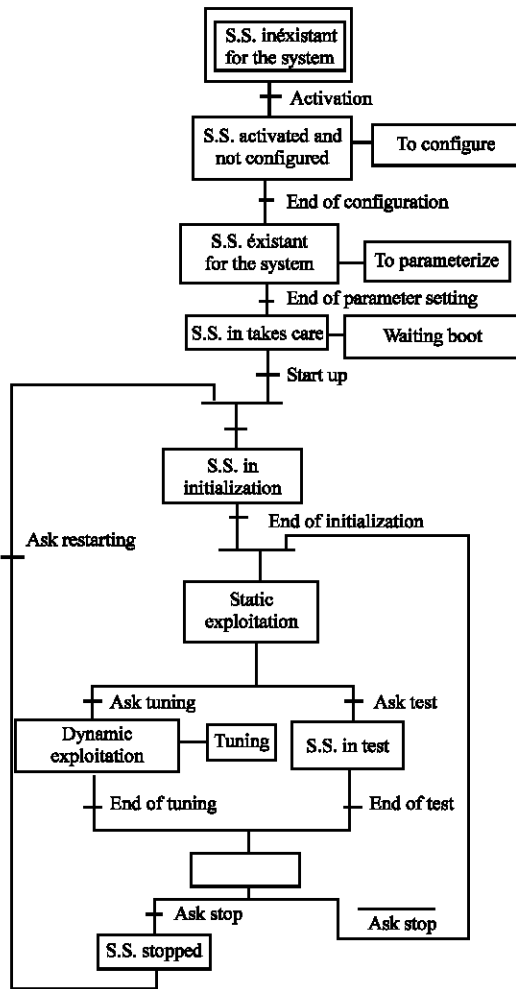 S.S. inéxistant
for the system
Activation
S.S. activated and
not configured
To configure
End of configuration
S.S. éxistant
for the system
To parameterize
End of parameter setting
S.S. in takes care
Waiting boot
Start up
S.S. in
initialization
End of initialization
Ask restarting
Static
exploitation
Ask tuning
Ask test
Dynamic
exploitation
Tuning
S.S. in test
End of tuning
End of test
Ask stop
Ask stop
S.S. stopped